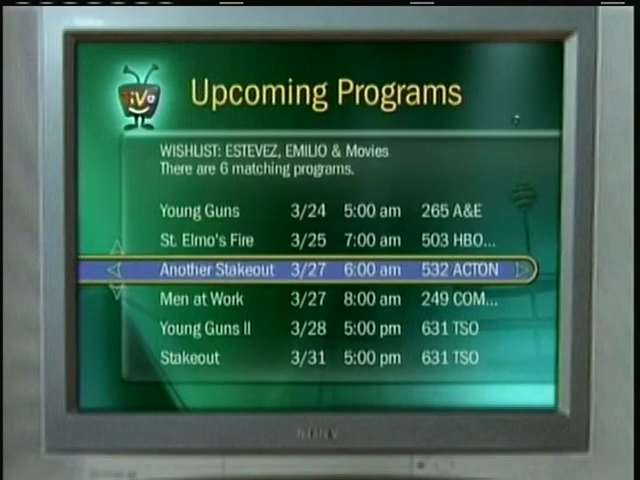 TiVo
Upcoming Programs
WISHLIST: ESTEVEZ, EMILIO & Movies
There are 6 matching programs.
Young Guns 3/24 5:00 am 265 A&E
St. Elmo's Fire 3/25 7:00 am 503 HBO...
Another Stakeout 3/27 6:00 am 532 ACTON
Men at Work 3/27 8:00 am 249 COM...
Young Guns II 3/28 5:00 pm 631 TSO
Stakeout 3/31 5:00 pm 631 TSO
SONY